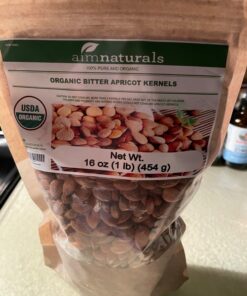 aimnaturals
100% PURE AND ORGANIC
ORGANIC BITTER APRICOT KERNELS
USDA
ORGANIC
Net Wt.
16 oz (1 lb) (454 g)